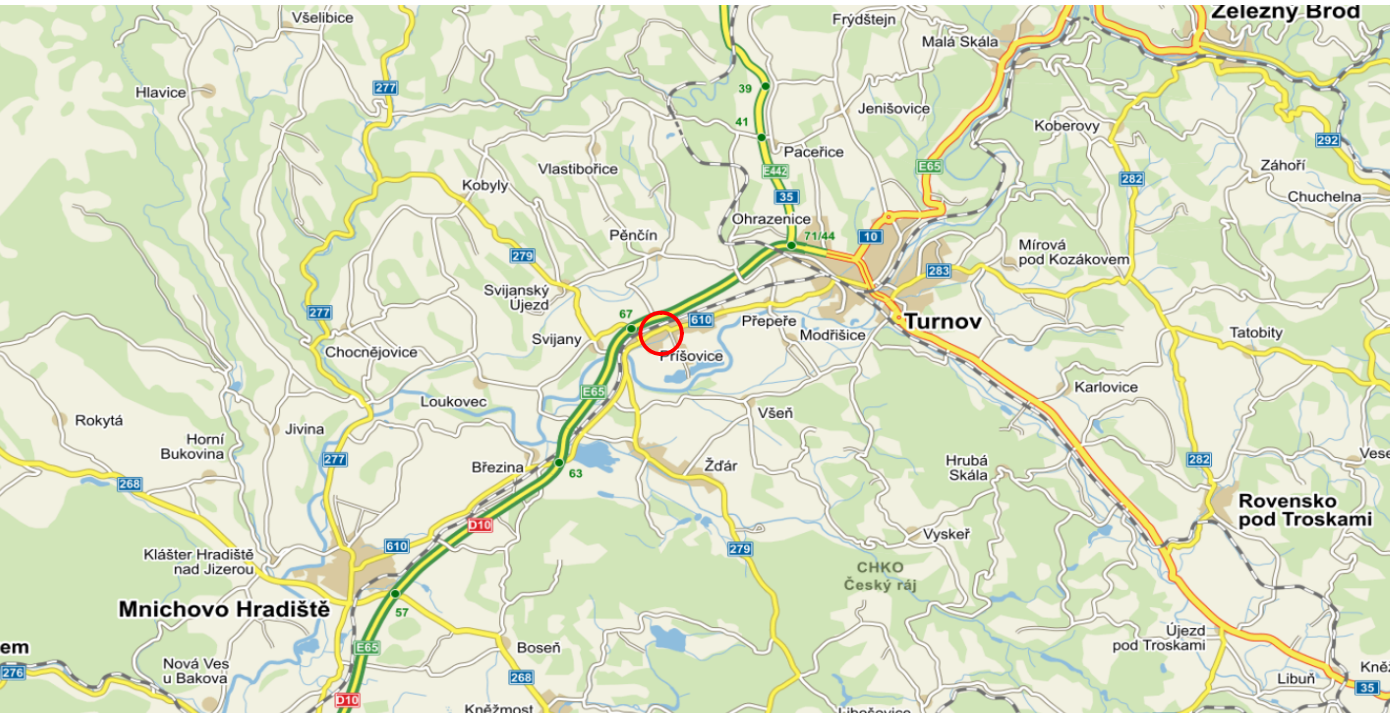 Všelibice
Frýdštejn
Železný Brod
Malá Skála
Hlavice
277
39
41
Jenišovice
Koberovy
292
Paceřice
Vlastibořice
E442
E65
Záhoří
Kobyly
35
282
Chuchelna
Ohrazenice
71/44
10
Pěnčín
Mírová
pod Kozákovem
279
283
Svijanský
Újezd
67
277
610
Přepeře
Turnov
Svijany
Modřišice
Tatobity
Chocnějovice
Příšovice
E65
Karlovice
Loukovec
Všeň
Rokytá
Jivina
Horní
Bukovina
277
Březina
63
Žďár
Hrubá
Skála
282
Vese
268
Rovensko
pod Troskami
D10
Vyskeř
610
279
Klášter Hradiště
nad Jizerou
CHKO
Český ráj
Mnichovo Hradiště
57
Újezd
pod Troskami
em
E65
Boseň
Nová Ves
u Bakova
276
268
Libuň
Kněž
35
D10
Kněžmost
Libošovice